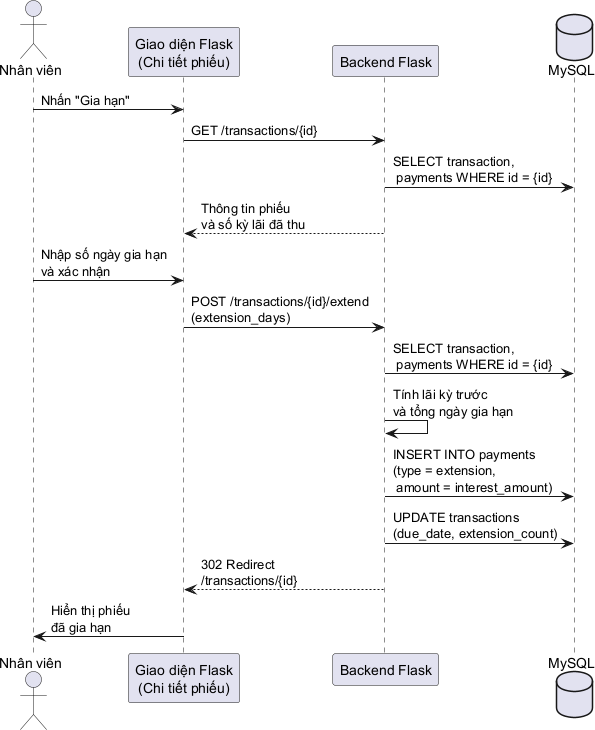 Nhân viên
Giao diện Flask
(Chi tiết phiếu)
Backend Flask
MySQL
Nhấn "Gia hạn"
GET /transactions/{id}
SELECT transaction,
payments WHERE id = {id}
Thông tin phiếu
và số kỳ lãi đã thu
Nhập số ngày gia hạn
và xác nhận
POST /transactions/{id}/extend
(extension_days)
SELECT transaction,
payments WHERE id = {id}
Tính lãi kỳ trước
và tổng ngày gia hạn
INSERT INTO payments
(type = extension,
amount = interest_amount)
UPDATE transactions
(due_date, extension_count)
302 Redirect
/transactions/{id}
Hiển thị phiếu
đã gia hạn
Nhân viên
Giao diện Flask
(Chi tiết phiếu)
Backend Flask
MySQL